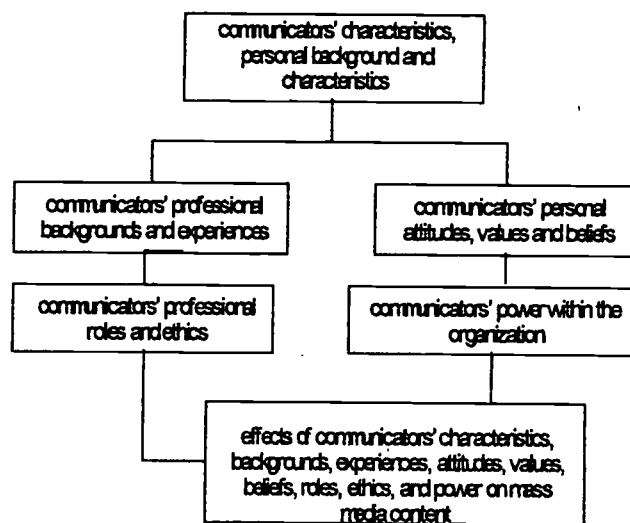 communicators' characteristics,
personal background and
characteristics
communicators' professional
backgrounds and experiences
communicators' personal
attitudes, values and beliefs
communicators' professional
roles and ethics
communicators' power within the
organization
effects of communicators' characteristics,
backgrounds, experiences, attitudes, values,
beliefs, roles, ethics, and power on mass
media content